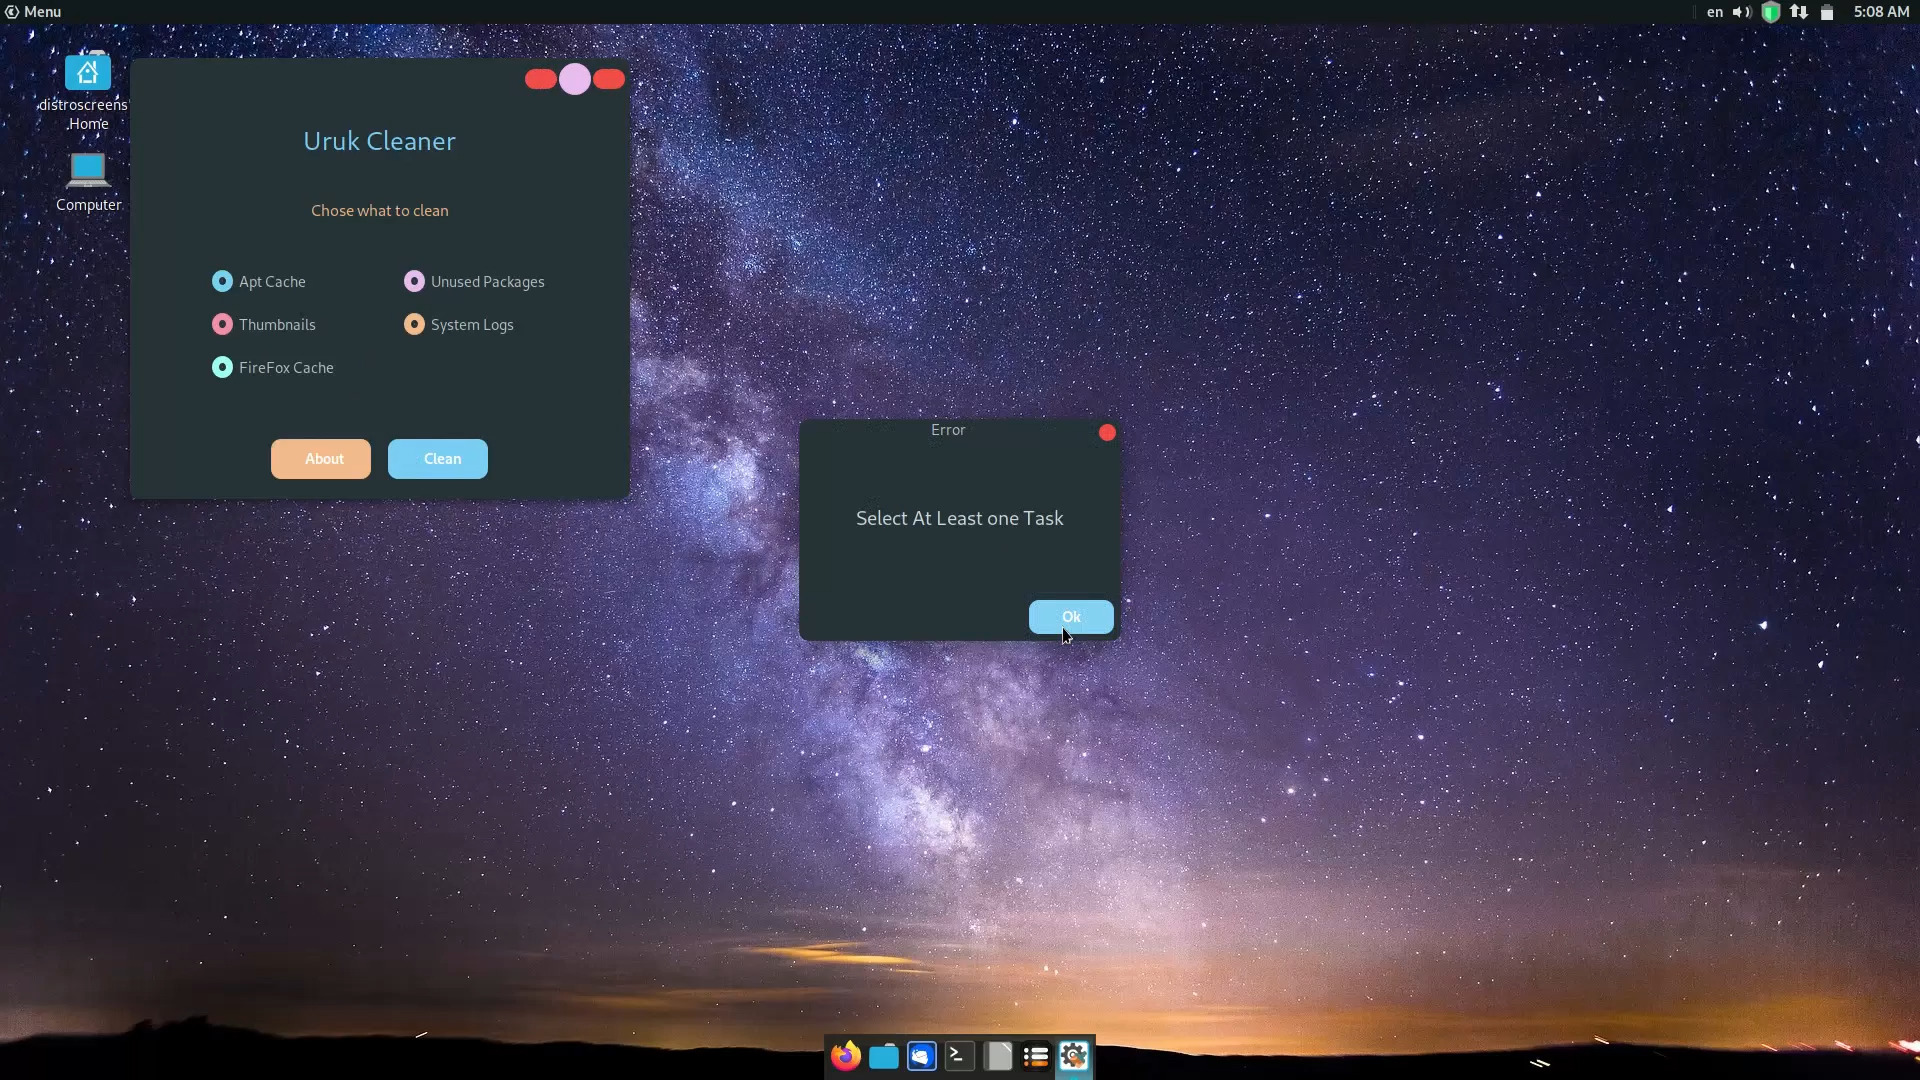 Menu
en
5:08 AM
distroscreens'
Home
Computer
Uruk Cleaner
Chose what to clean
Apt Cache
Unused Packages
Thumbnails
System Logs
FireFox Cache
About
Clean
Error
Select At Least one Task
Ok